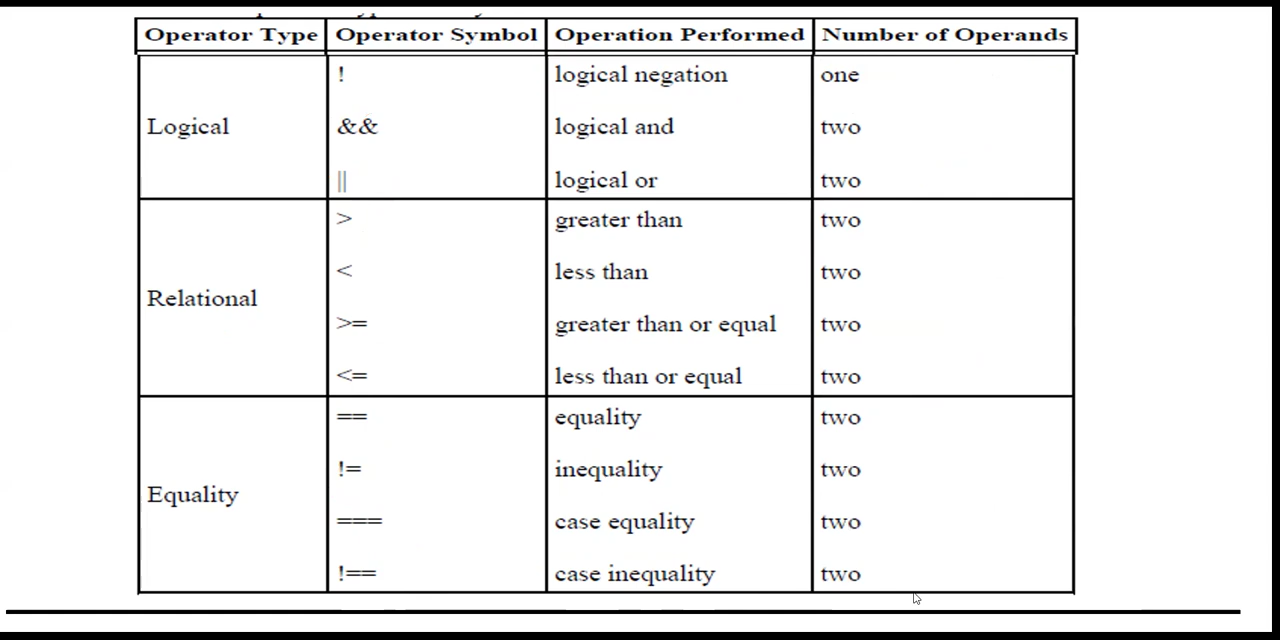 Operator Type Operator Symbol Operation Performed Number of Operands
! logical negation one
Logical && logical and two
|| logical or two
> greater than two
< less than two
Relational
>= greater than or equal two
<= less than or equal two
== equality two
!= inequality two
Equality
=== case equality two
!== case inequality two